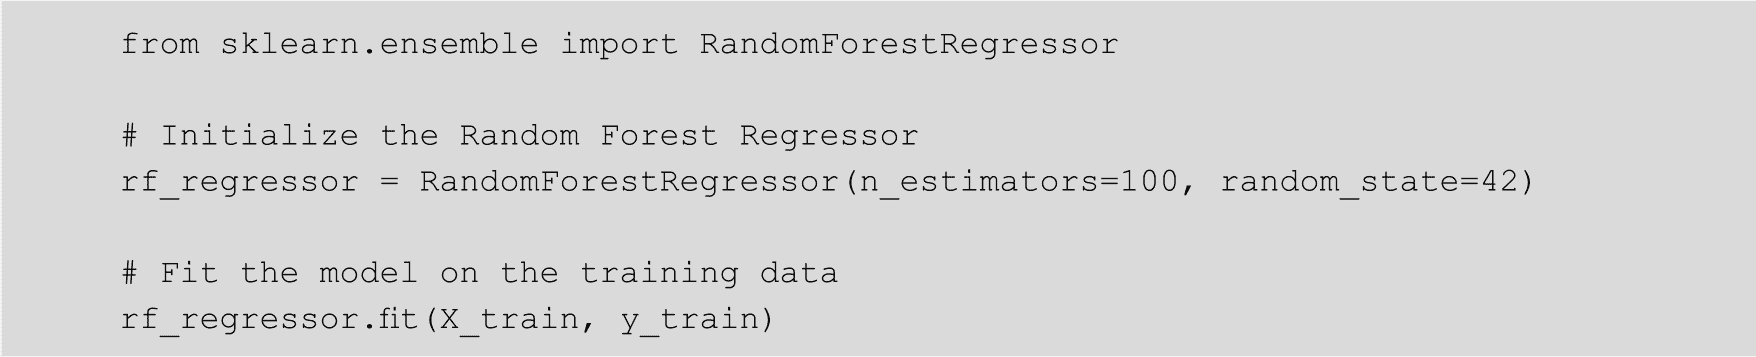 from sklearn.ensemble import RandomForestRegressor
# Initialize the Random Forest Regressor
rf_regressor = RandomForestRegressor(n_estimators=100, random_state=42)
# Fit the model on the training data
rf_regressor.fit(X_train, y_train)